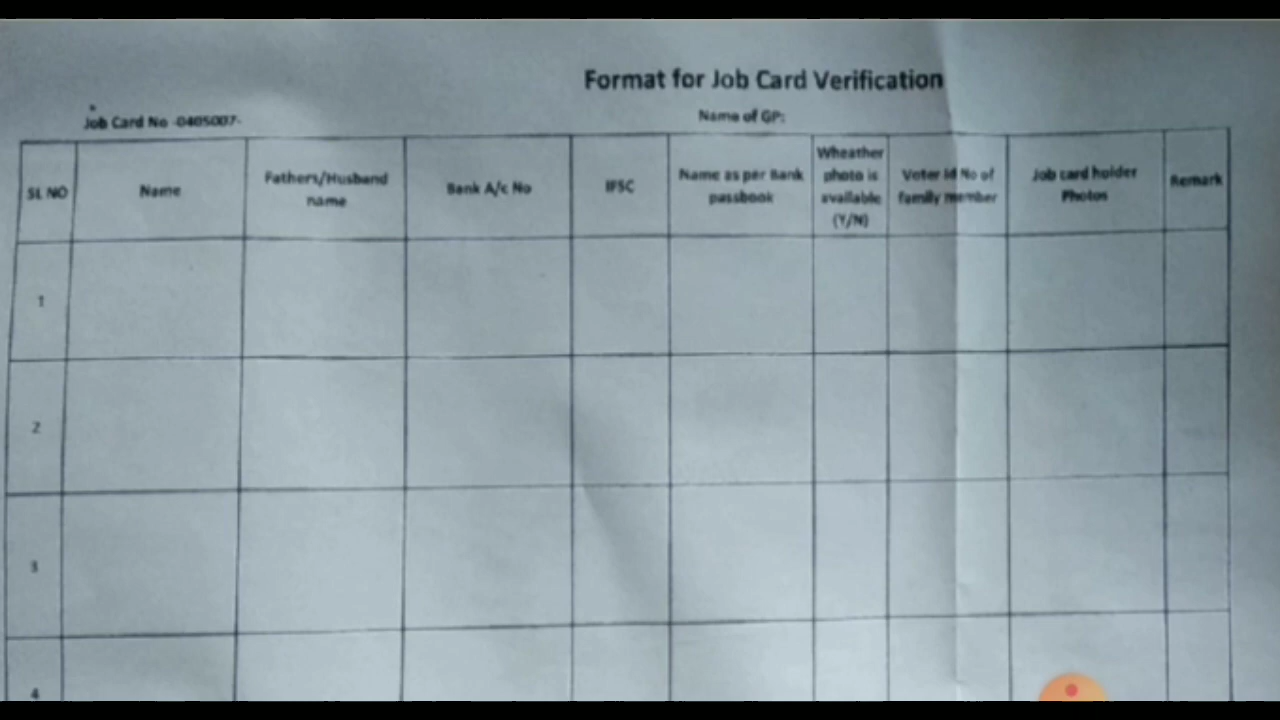 Format for Job Card Verification
Job Card No -0405007-
Name of GP:
SL NO
Name
Fathers/Husband
name
Bank A/c No
IFSC
Name as per Bank
passbook
Wheather
photo is
available
(Y/N)
Voter Id No of
family member
Job card holder
Photos
Remark
1
2
3
4